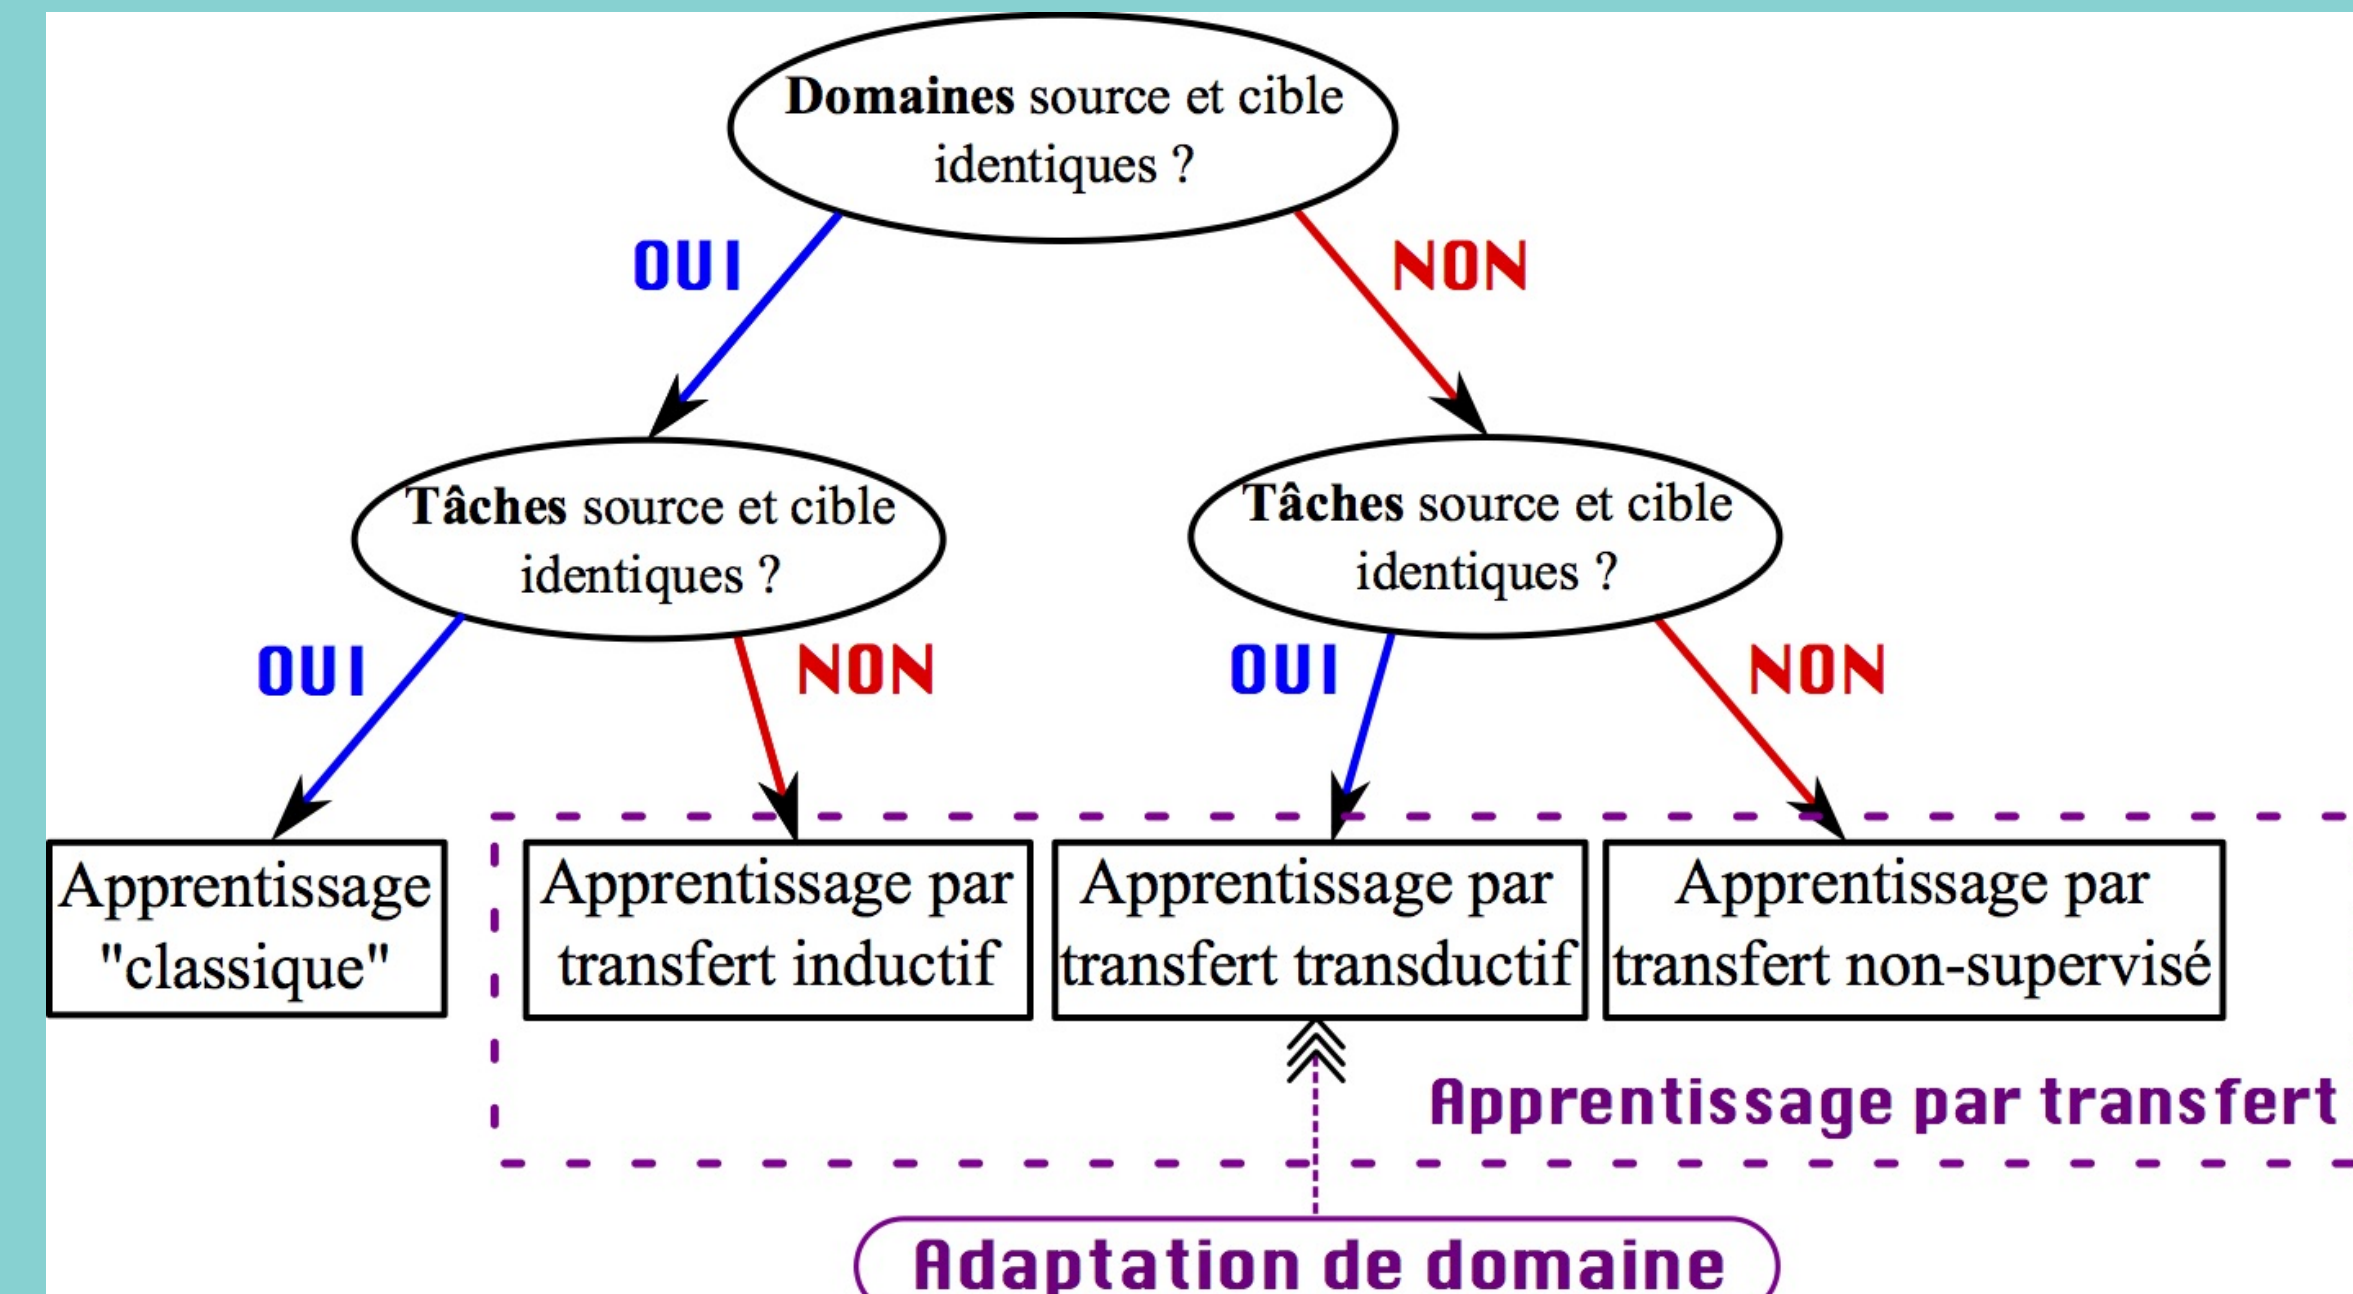 Domaines source et cible
identiques ?
OUI
NON
Tâches source et cible
identiques ?
Tâches source et cible
identiques ?
OUI
NON
OUI
NON
Apprentissage
"classique"
Apprentissage par
transfert inductif
Apprentissage par
transfert transductif
Apprentissage par
transfert non-supervisé
Apprentissage par transfert
Adaptation de domaine